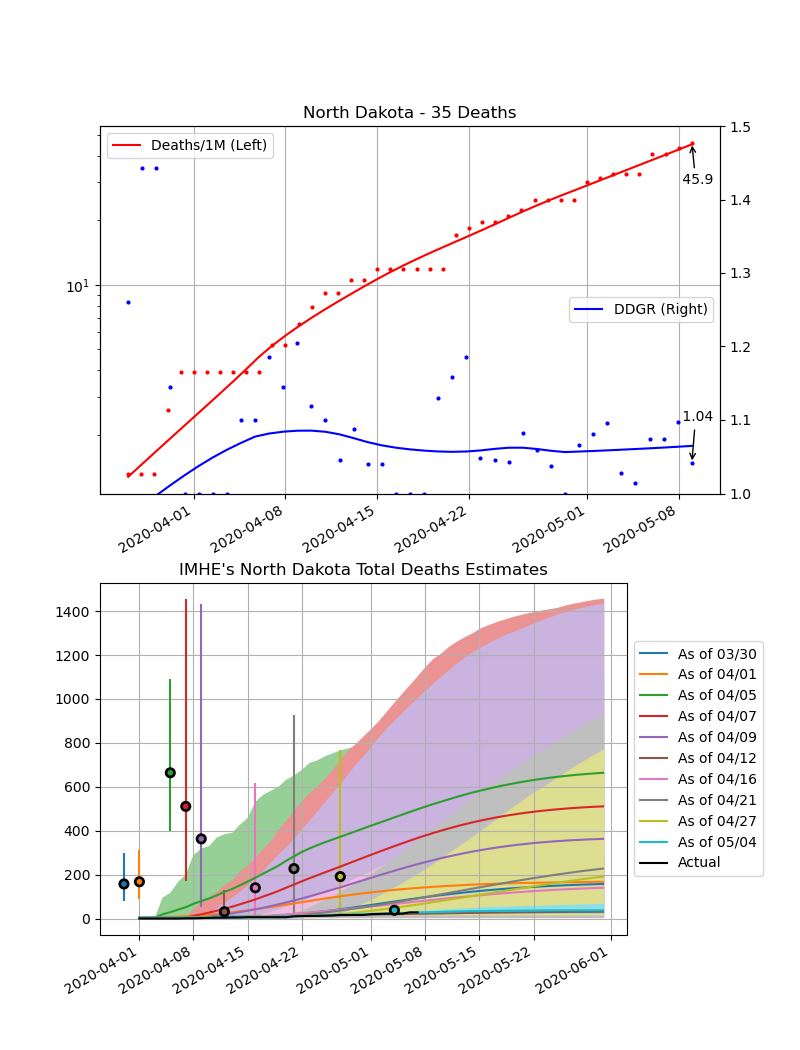 North Dakota - 35 Deaths
Deaths/1M (Left)
10^1
DDGR (Right)
45.9
1.04
1.5
1.4
1.3
1.2
1.1
1.0
2020-04-01
2020-04-08
2020-04-15
2020-04-22
2020-05-01
2020-05-08
IMHE's North Dakota Total Deaths Estimates
1400
1200
1000
800
600
400
200
0
As of 03/30
As of 04/01
As of 04/05
As of 04/07
As of 04/09
As of 04/12
As of 04/16
As of 04/21
As of 04/27
As of 05/04
Actual
2020-04-01
2020-04-08
2020-04-15
2020-04-22
2020-05-01
2020-05-08
2020-05-15
2020-05-22
2020-06-01